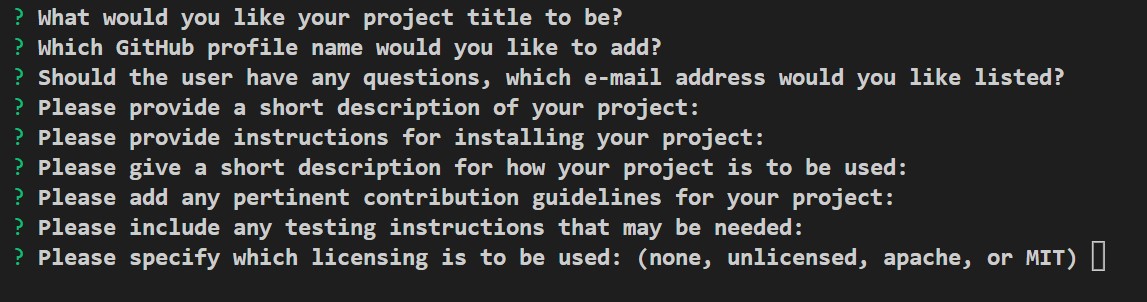 ? What would you like your project title to be?
? Which GitHub profile name would you like to add?
? Should the user have any questions, which e-mail address would you like listed?
? Please provide a short description of your project:
? Please provide instructions for installing your project:
? Please give a short description for how your project is to be used:
? Please add any pertinent contribution guidelines for your project:
? Please include any testing instructions that may be needed:
? Please specify which licensing is to be used: (none, unlicensed, apache, or MIT)